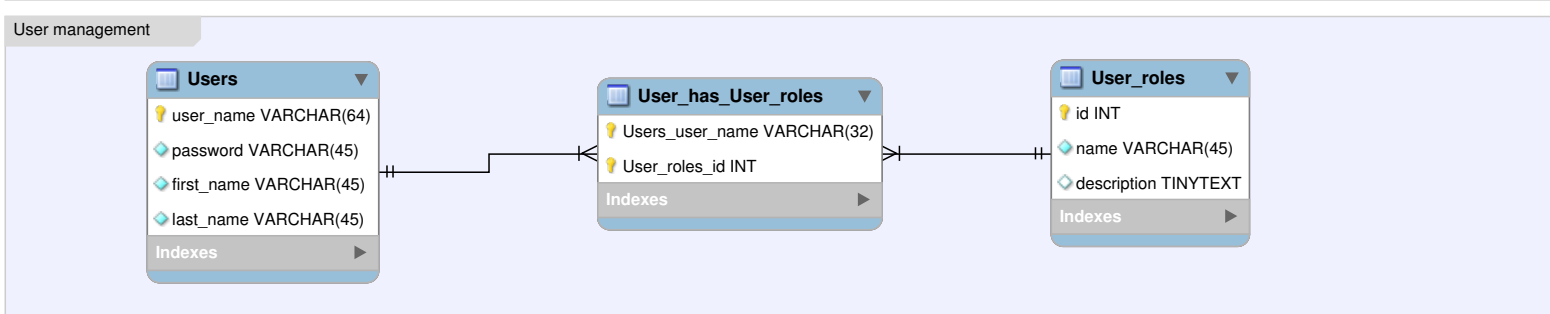 User management
Users
user_name VARCHAR(64)
password VARCHAR(45)
first_name VARCHAR(45)
last_name VARCHAR(45)
Indexes
User_has_User_roles
Users_user_name VARCHAR(32)
User_roles_id INT
Indexes
User_roles
id INT
name VARCHAR(45)
description TINYTEXT
Indexes